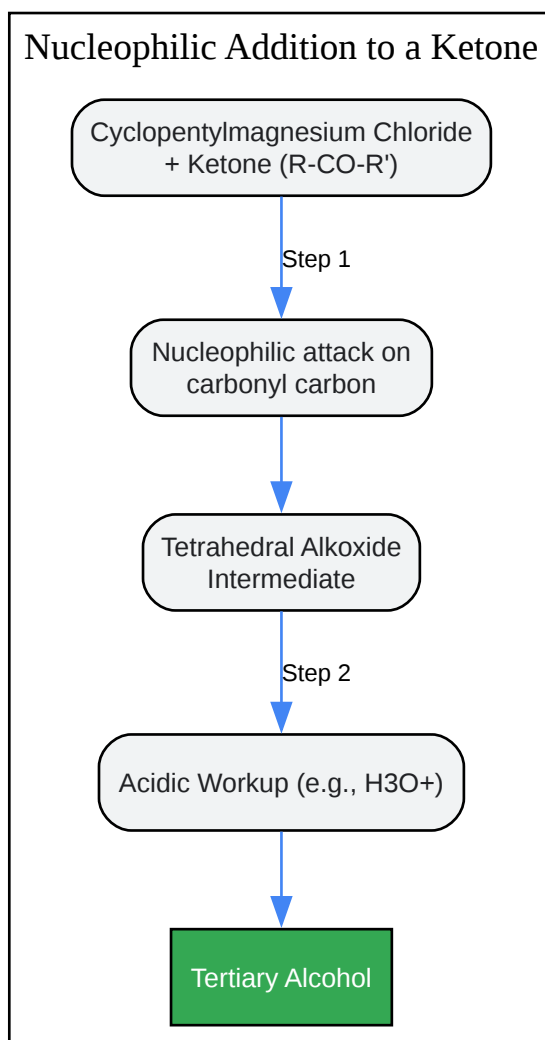 Nucleophilic Addition to a Ketone
Cyclopentylmagnesium Chloride
+ Ketone (R-CO-R')
Step 1
Nucleophilic attack on
carbonyl carbon
Tetrahedral Alkoxide
Intermediate
Step 2
Acidic Workup (e.g., H3O+)
Tertiary Alcohol